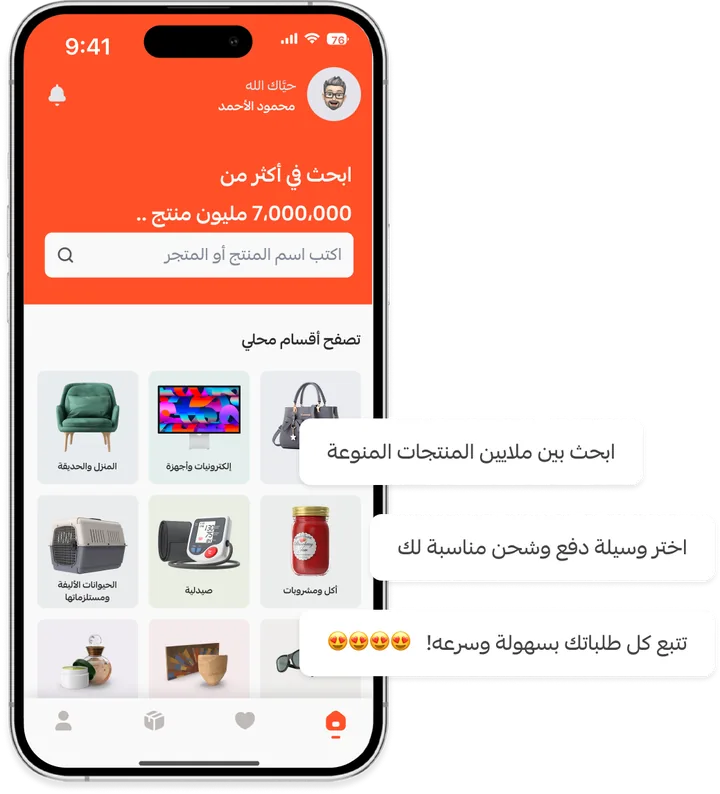 9:41
76
حيَّاك الله
محمود الأحمد
ابحث في أكثر من
7,000,000 مليون منتج ..
اكتب اسم المنتج أو المتجر
تصفح أقسام محلي
إلكترونيات وأجهزة
المنزل والحديقة
ابحث بين ملايين المنتجات المنوعة
اختر وسيلة دفع وشحن مناسبة لك
أكل ومشروبات
صيدلية
الحيوانات الأليفة
ومستلزماتها
تتبع كل طلباتك بسهولة وسرعه! 😍😍😍😍